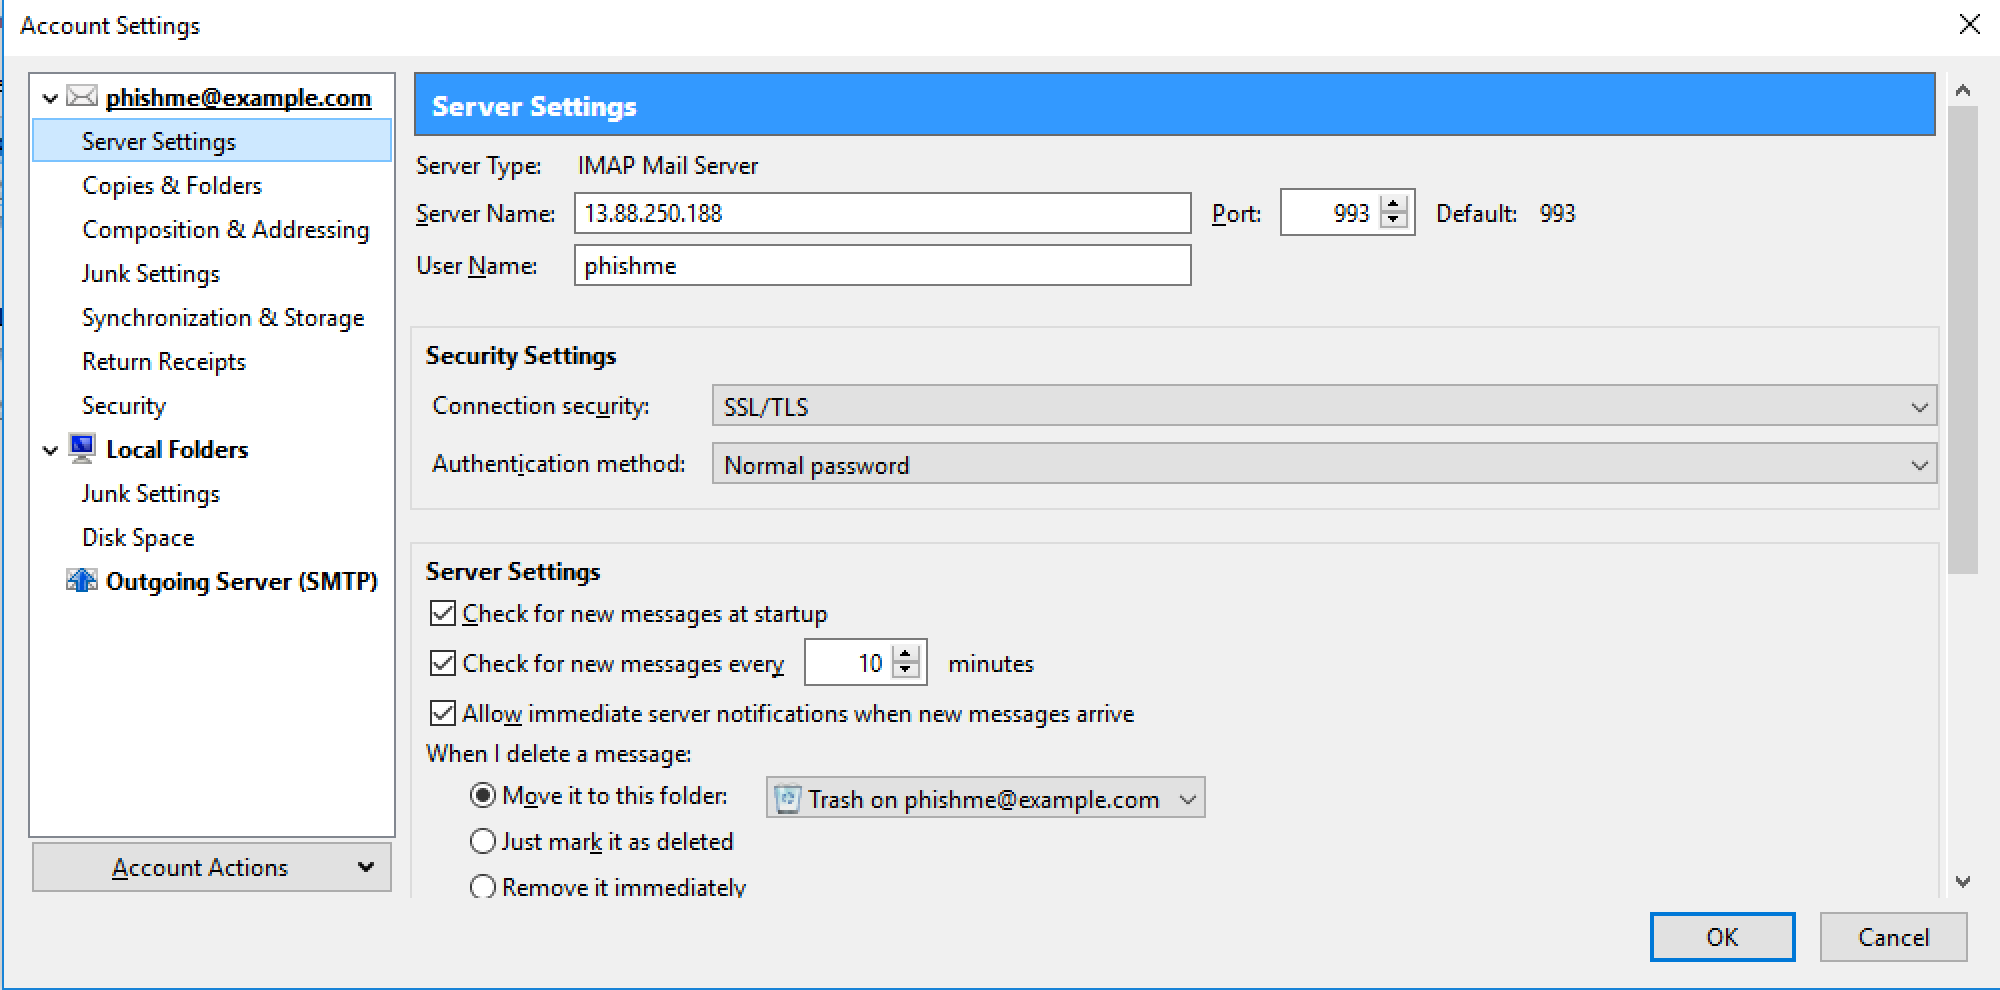 Account Settings
phishme@example.com
Server Settings
Copies & Folders
Composition & Addressing
Junk Settings
Synchronization & Storage
Return Receipts
Security
Local Folders
Junk Settings
Disk Space
Outgoing Server (SMTP)
Account Actions
Server Settings
Server Type: IMAP Mail Server
Server Name: 13.88.250.188 Port: 993 Default: 993
User Name: phishme
Security Settings
Connection security: SSL/TLS
Authentication method: Normal password
Server Settings
Check for new messages at startup
Check for new messages every 10 minutes
Allow immediate server notifications when new messages arrive
When I delete a message:
Move it to this folder: Trash on phishme@example.com
Just mark it as deleted
Remove it immediately
OK Cancel